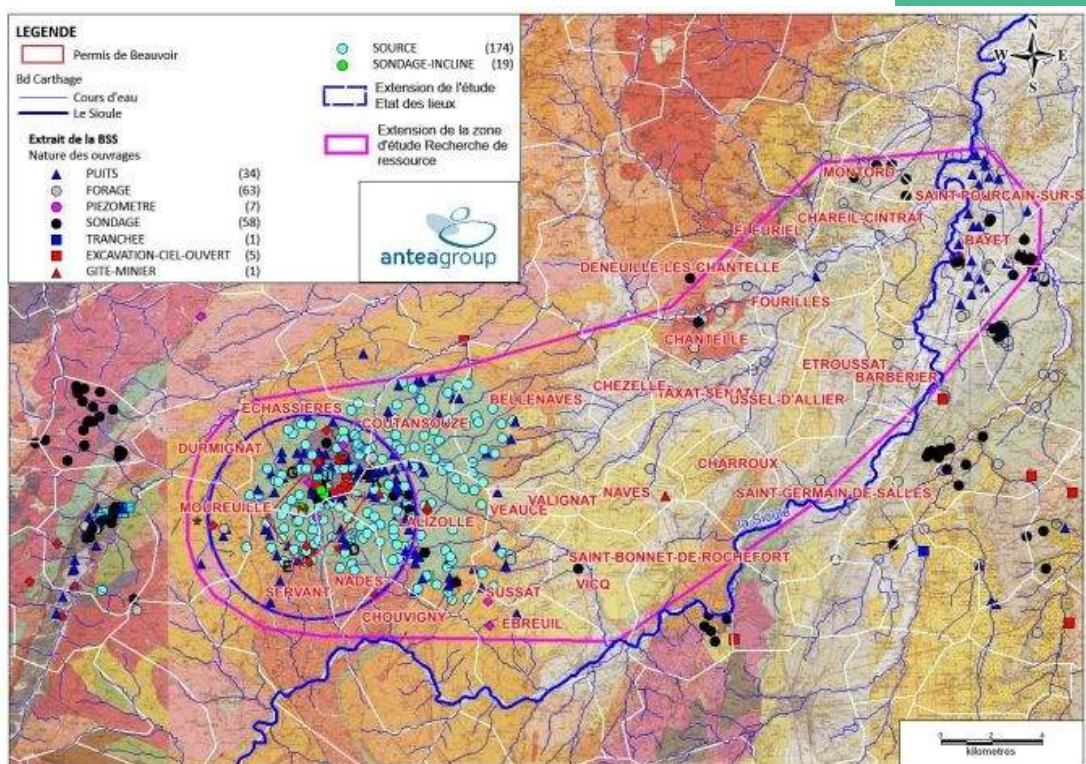 LEGENDE
Permis de Beauvoir
Bd Carthage
Cours d'eau
Le Sioule
Extrait de la BSS
Nature des ouvrages
PUITS (34)
FORAGE (63)
PIEZOMETRE (7)
SONDAGE (58)
TRANCHEE (1)
EXCAVATION-CIEL-OUVERT (5)
GITE-MINIER (1)
SOURCE (174)
SONDAGE-INCLINE (19)
Extension de l'étude
Etat des lieux
Extension de la zone
d'étude Recherche de
ressource
anteagroup
N
W E
S
MONTORD
SAINT-POURCAIN-SUR-S
CHAREIL-CINTRAT
FLEURIEL
BAYET
DENEUILLE-LES-CHANTELLE
FOURILLES
CHANTELLE
ETROUSSAT
BARBERIER
CHEZELLE
TAXAT-SENAT
USSEL-D'ALLIER
BELLENAVES
ECHASSIERES
COUTANSOUZE
DURMIGNAT
CHARROUX
NAVES
VALIGNAT
SAINT-GERMAIN-DE-SALLES
MOUREUILLE
VEAUCE
LALIZOLLE
la Sioule
SAINT-BONNET-DE-ROCHEFORT
VICQ
NADES
SERVANT
SUSSAT
CHOUVIGNY
EBREUIL
0 2 4
kilometres